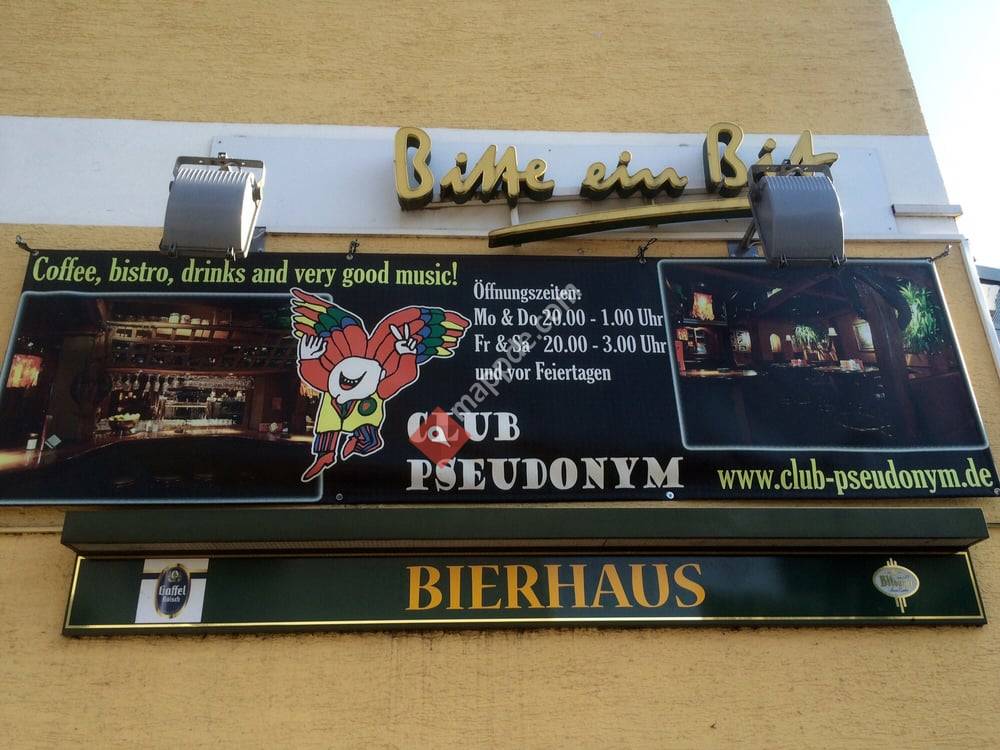 Bitte ein Bit
Coffee, bistro, drinks and very good music!
Öffnungszeiten:
Mo & Do 20.00 - 1.00 Uhr
Fr & Sa 20.00 - 3.00 Uhr
und vor Feiertagen
CLUB
PSEUDONYM
www.club-pseudonym.de
BIERHAUS
Gaffel
Kölsch